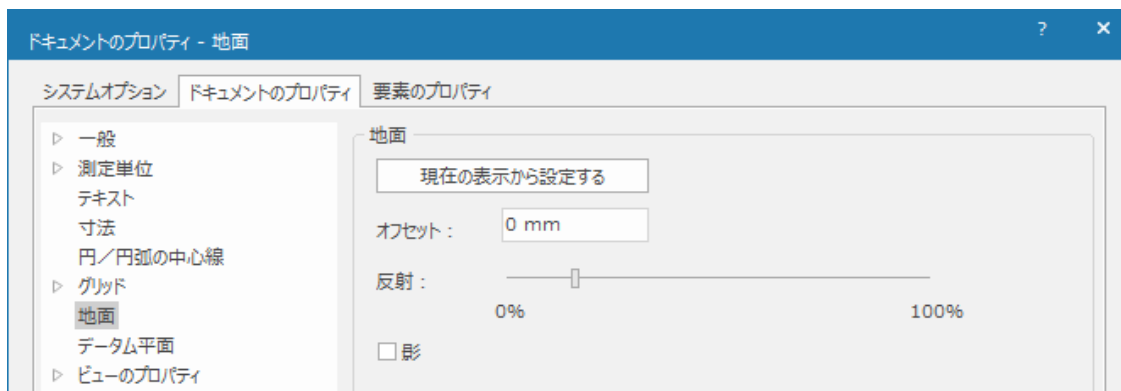 ドキュメントのプロパティ - 地面
? ×
システムオプション ドキュメントのプロパティ 要素のプロパティ
一般
測定単位
テキスト
寸法
円／円弧の中心線
グリッド
地面
データム平面
ビューのプロパティ
地面
現在の表示から設定する
オフセット： 0 mm
反射：
0% 100%
影